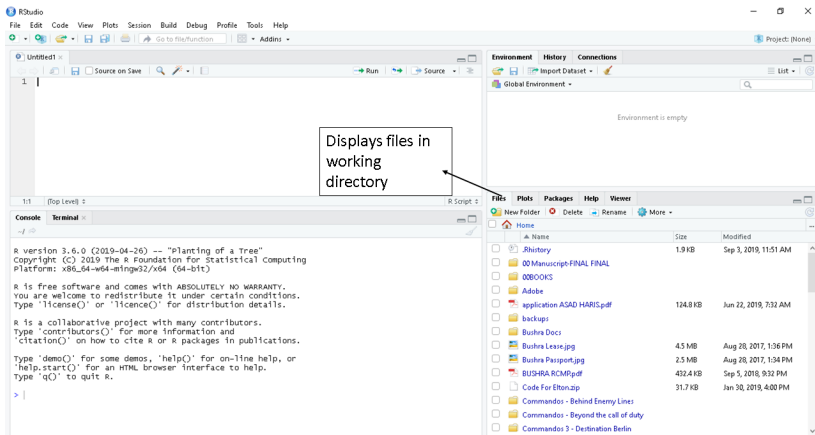 RStudio
File Edit Code View Plots Session Build Debug Profile Tools Help
Go to file/function Addins Project: (None)
Untitled1
Source on Save Run Source
1
1:1 (Top Level) R Script
Console Terminal
~/
R version 3.6.0 (2019-04-26) -- "Planting of a Tree"
Copyright (C) 2019 The R Foundation for Statistical Computing
Platform: x86_64-w64-mingw32/x64 (64-bit)
R is free software and comes with ABSOLUTELY NO WARRANTY.
You are welcome to redistribute it under certain conditions.
Type 'license()' or 'licence()' for distribution details.
R is a collaborative project with many contributors.
Type 'contributors()' for more information and
'citation()' on how to cite R or R packages in publications.
Type 'demo()' for some demos, 'help()' for on-line help, or
'help.start()' for an HTML browser interface to help.
Type 'q()' to quit R.
>
Displays files in
working
directory
Environment History Connections
Import Dataset List
Global Environment
Environment is empty
Files Plots Packages Help Viewer
New Folder Delete Rename More
Home ...
Name Size Modified
.Rhistory 1.9 KB Sep 3, 2019, 11:51 AM
00 Manuscript-FINAL FINAL
00BOOKS
Adobe
application ASAD HARIS.pdf 124.8 KB Jun 22, 2019, 7:32 AM
backups
Bushra Docs
Bushra Lease.jpg 4.5 MB Aug 28, 2017, 1:36 PM
Bushra Passport.jpg 2.5 MB Aug 28, 2017, 1:34 PM
BUSHRA RCMP.pdf 432.4 KB Sep 5, 2018, 9:32 PM
Code For Elton.zip 31.7 KB Jan 30, 2019, 4:00 PM
Commandos - Behind Enemy Lines
Commandos - Beyond the call of duty
Commandos 3 - Destination Berlin